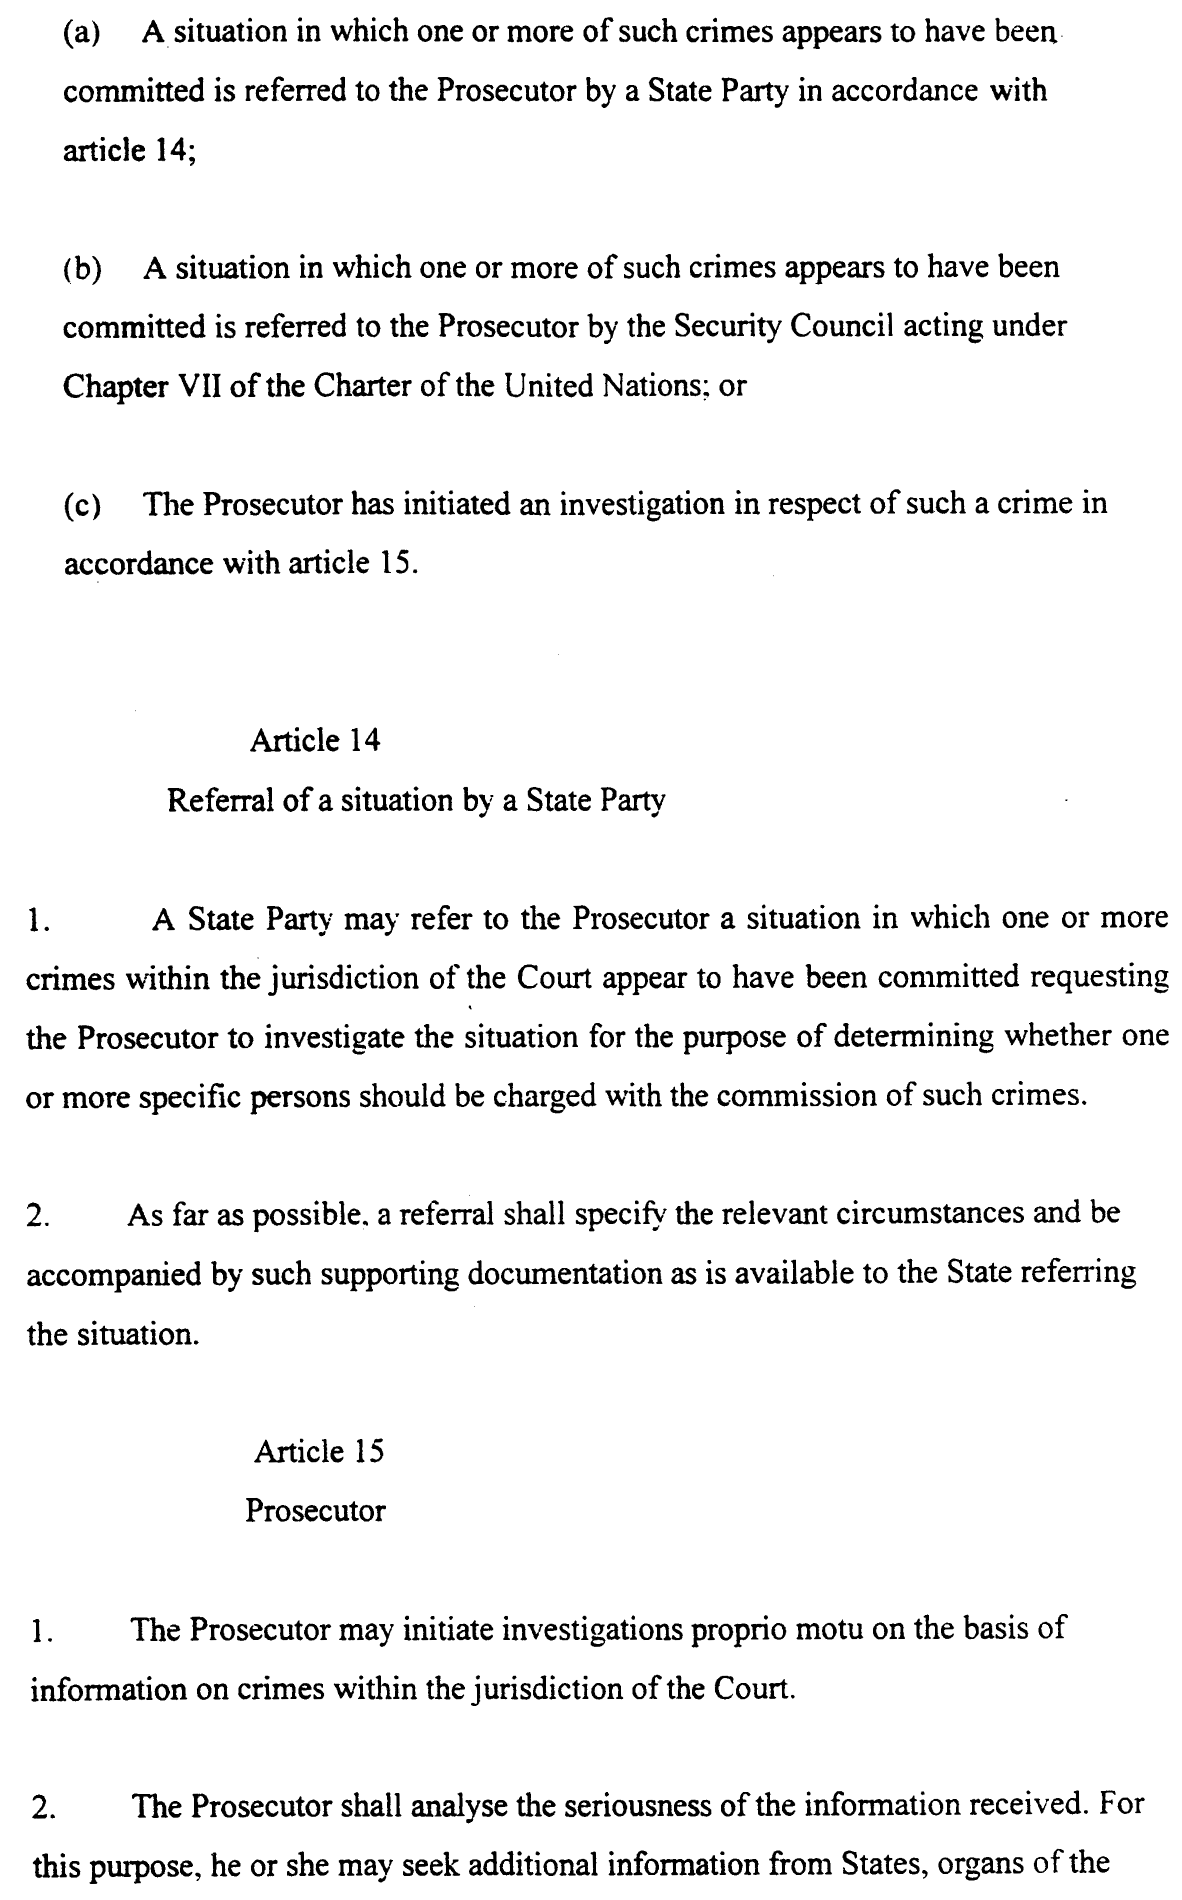 (a) A situation in which one or more of such crimes appears to have been
committed is referred to the Prosecutor by a State Party in accordance with
article 14;
(b) A situation in which one or more of such crimes appears to have been
committed is referred to the Prosecutor by the Security Council acting under
Chapter VII of the Charter of the United Nations; or
(c) The Prosecutor has initiated an investigation in respect of such a crime in
accordance with article 15.
Article 14
Referral of a situation by a State Party
1. A State Party may refer to the Prosecutor a situation in which one or more
crimes within the jurisdiction of the Court appear to have been committed requesting
the Prosecutor to investigate the situation for the purpose of determining whether one
or more specific persons should be charged with the commission of such crimes.
2. As far as possible, a referral shall specify the relevant circumstances and be
accompanied by such supporting documentation as is available to the State referring
the situation.
Article 15
Prosecutor
1. The Prosecutor may initiate investigations proprio motu on the basis of
information on crimes within the jurisdiction of the Court.
2. The Prosecutor shall analyse the seriousness of the information received. For
this purpose, he or she may seek additional information from States, organs of the